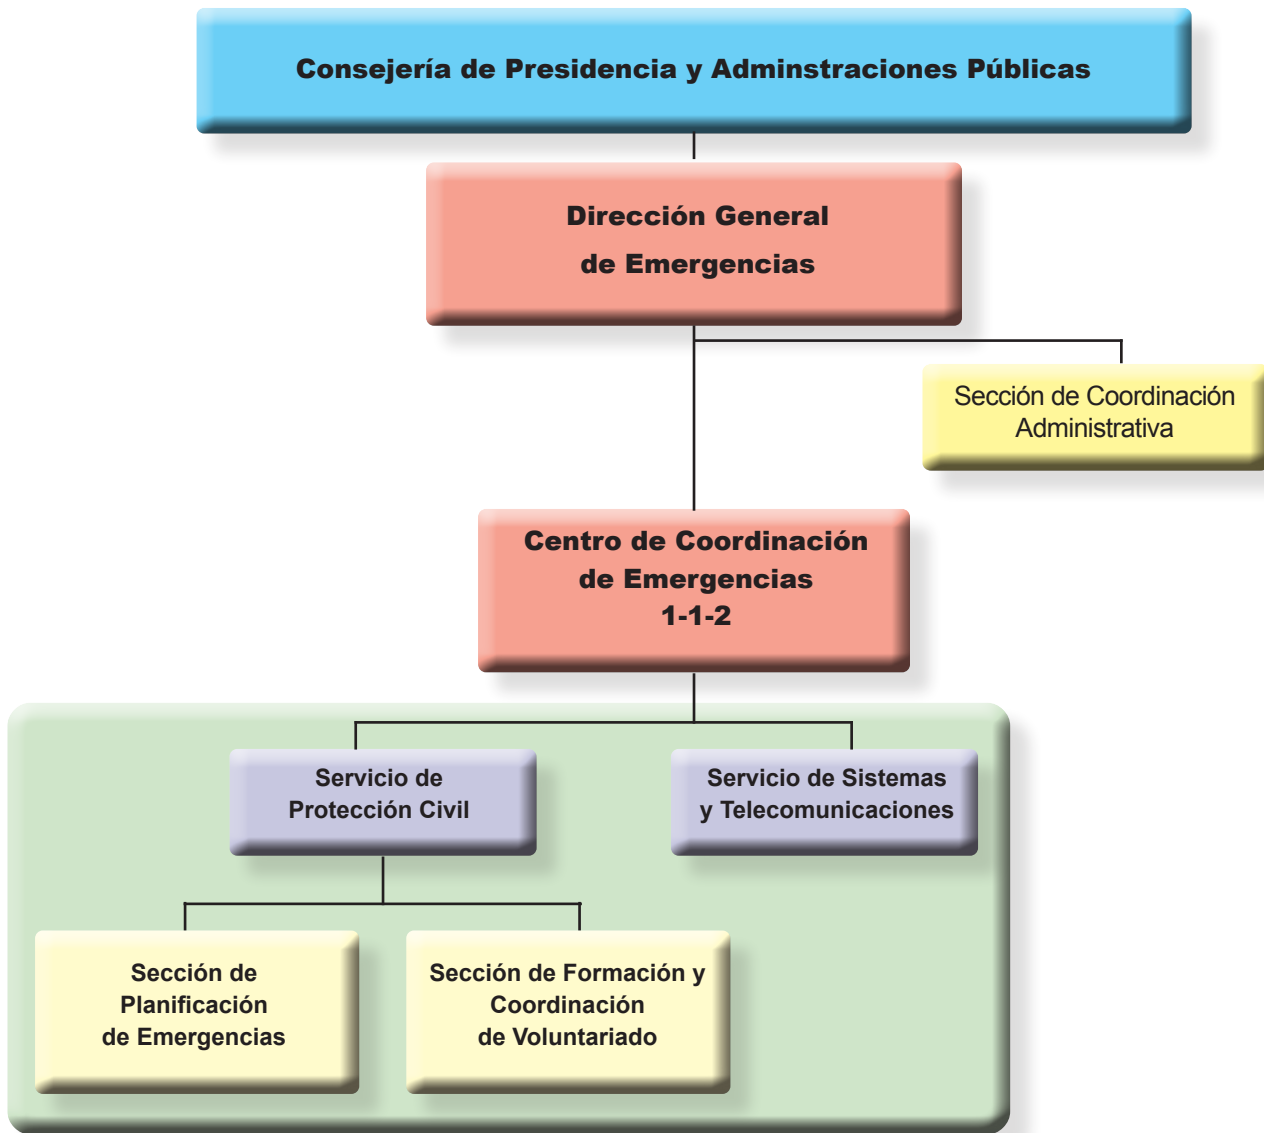 Consejería de Presidencia y Adminstraciones Públicas
Dirección General
de Emergencias
Sección de Coordinación
Administrativa
Centro de Coordinación
de Emergencias
1-1-2
Servicio de
Protección Civil
Servicio de Sistemas
y Telecomunicaciones
Sección de
Planificación
de Emergencias
Sección de Formación y
Coordinación
de Voluntariado